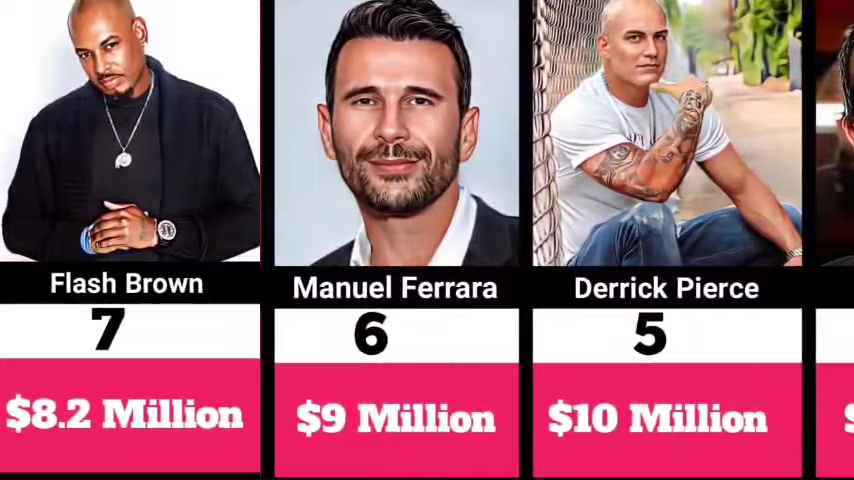 Flash Brown
7
$8.2 Million
Manuel Ferrara
6
$9 Million
Derrick Pierce
5
$10 Million
$